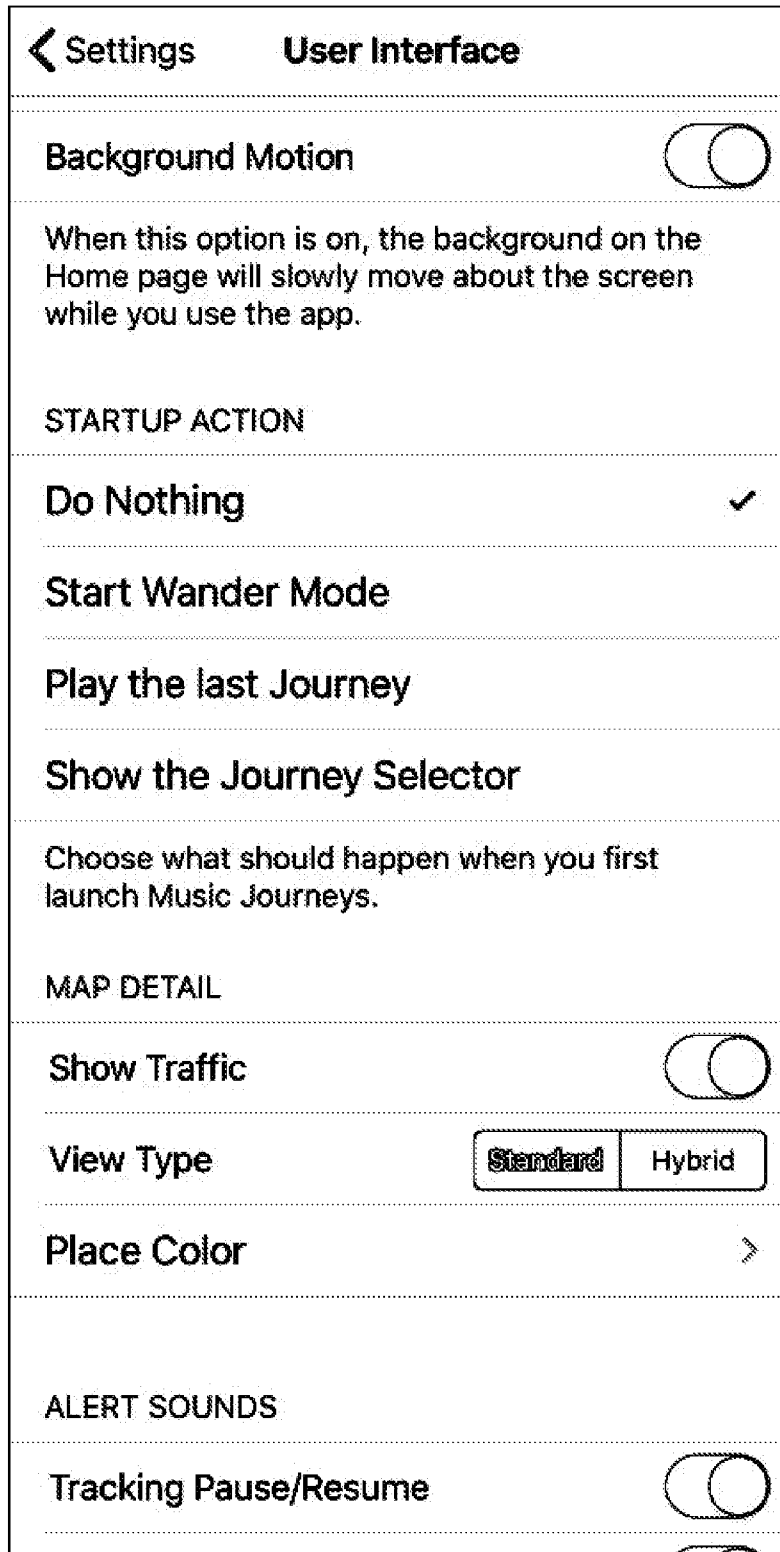 Settings User Interface
Background Motion
When this option is on, the background on the
Home page will slowly move about the screen
while you use the app.
STARTUP ACTION
Do Nothing
Start Wander Mode
Play the last Journey
Show the Journey Selector
Choose what should happen when you first
launch Music Journeys.
MAP DETAIL
Show Traffic
View Type Standard Hybrid
Place Color
ALERT SOUNDS
Tracking Pause/Resume